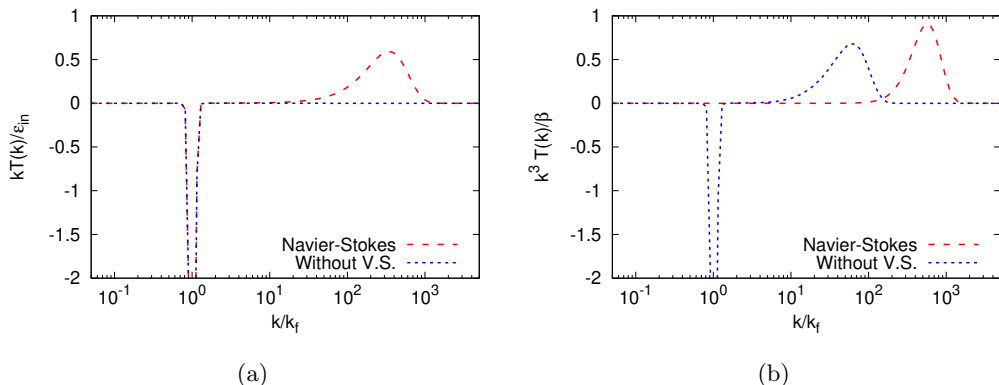 1
0.5
0
-0.5
-1
-1.5
-2
kT(k)/ε_in
Navier-Stokes
Without V.S.
10^-1
10^0
10^1
10^2
10^3
k/k_f
(a)
1
0.5
0
-0.5
-1
-1.5
-2
k^3 T(k)/β
Navier-Stokes
Without V.S.
10^-1
10^0
10^1
10^2
10^3
k/k_f
(b)